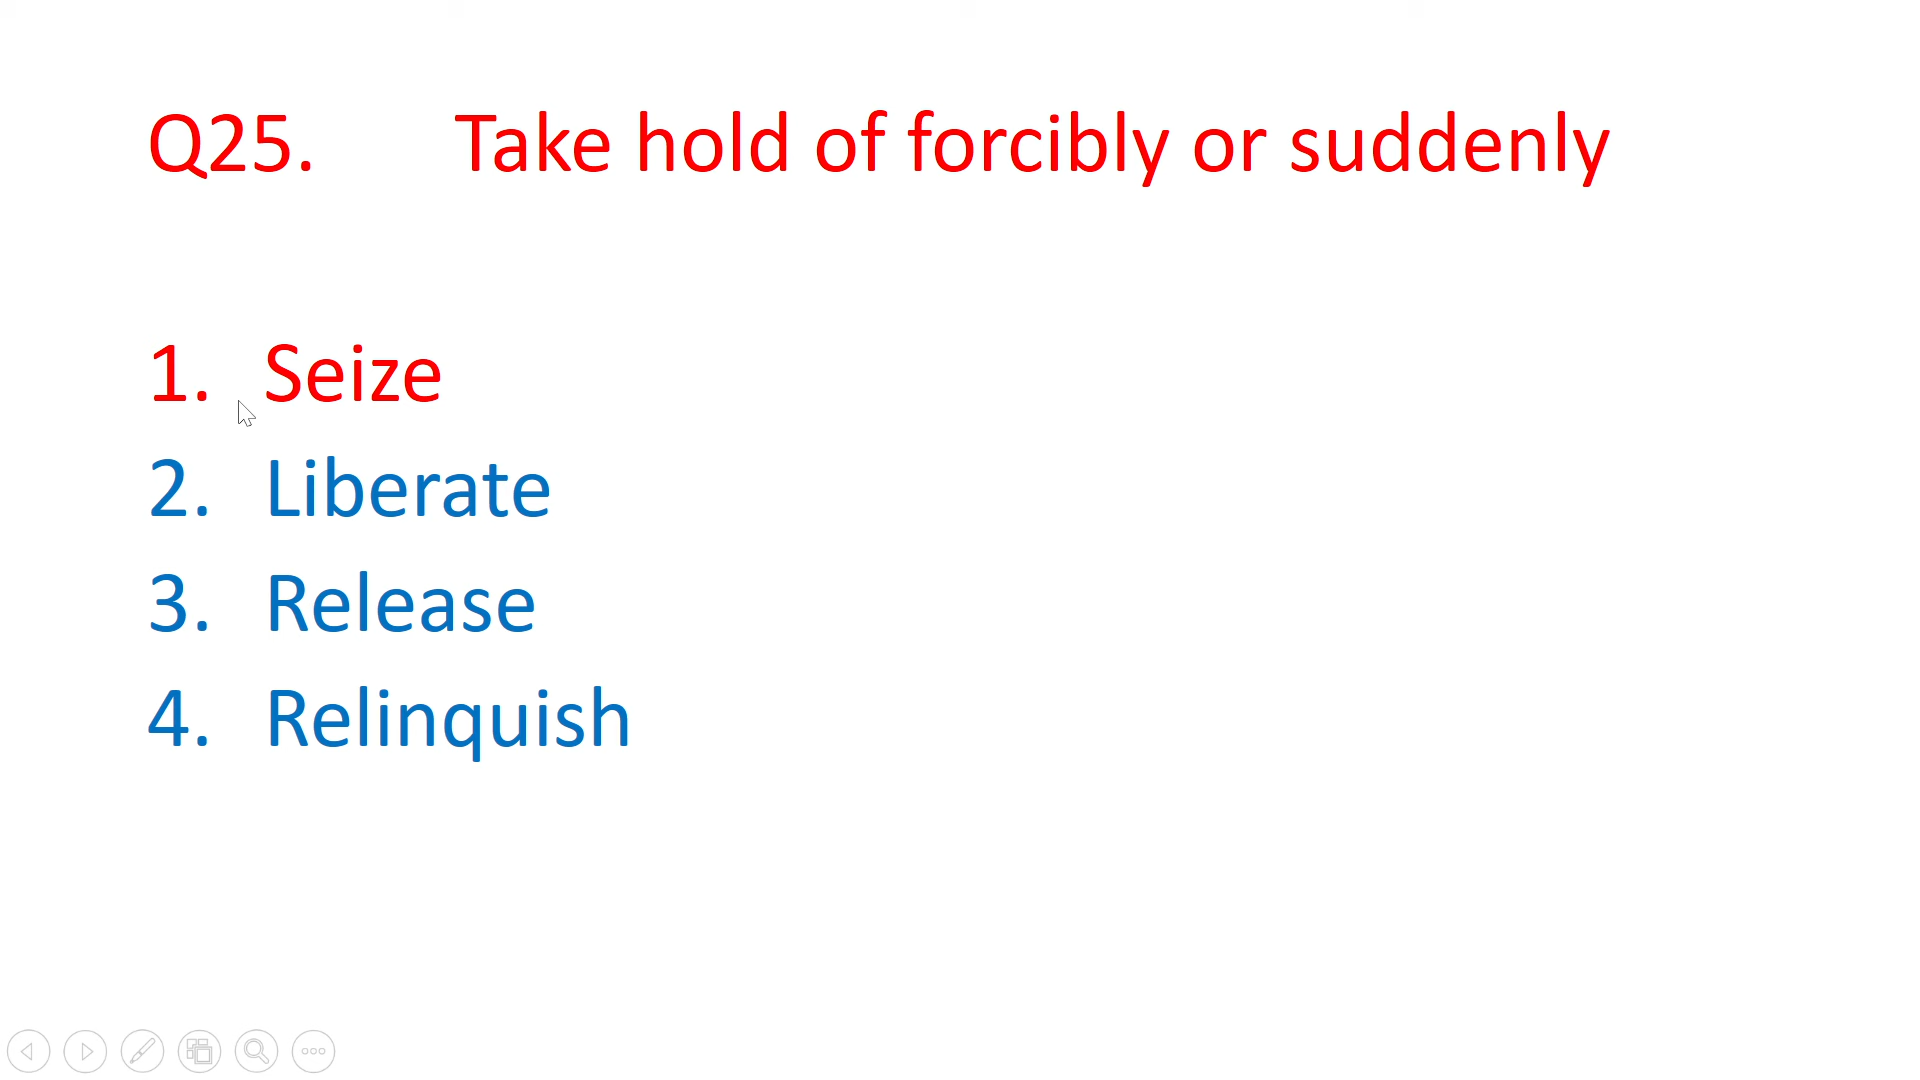 Q25. Take hold of forcibly or suddenly
1. Seize
2. Liberate
3. Release
4. Relinquish